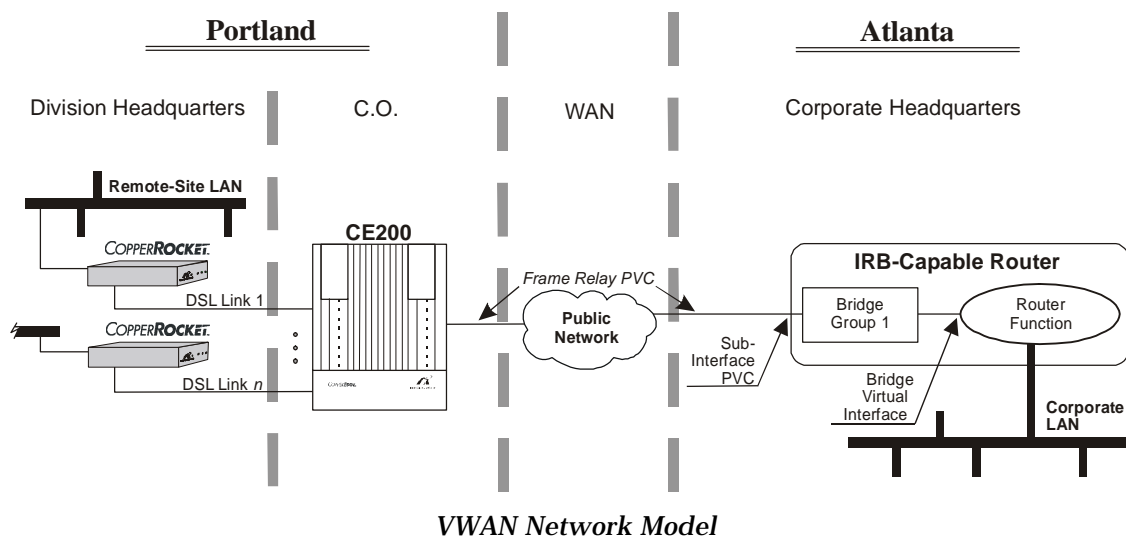 Portland
Atlanta
Division Headquarters
C.O.
WAN
Corporate Headquarters
Remote-Site LAN
COPPERROCKET
DSL Link 1
COPPERROCKET
DSL Link n
CE200
Frame Relay PVC
Public
Network
IRB-Capable Router
Bridge
Group 1
Router
Function
Sub-
Interface
PVC
Bridge
Virtual
Interface
Corporate
LAN
VWAN Network Model